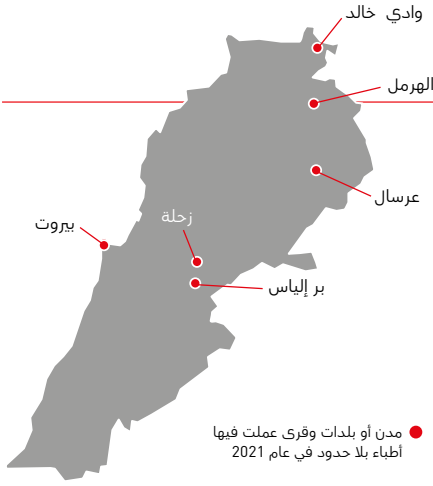 وادي خالد
الهرمل
عرسال
زحلة
بيروت
بر إلياس
مدن أو بلدات وقرى عملت فيها
أطباء بلا حدود في عام 2021